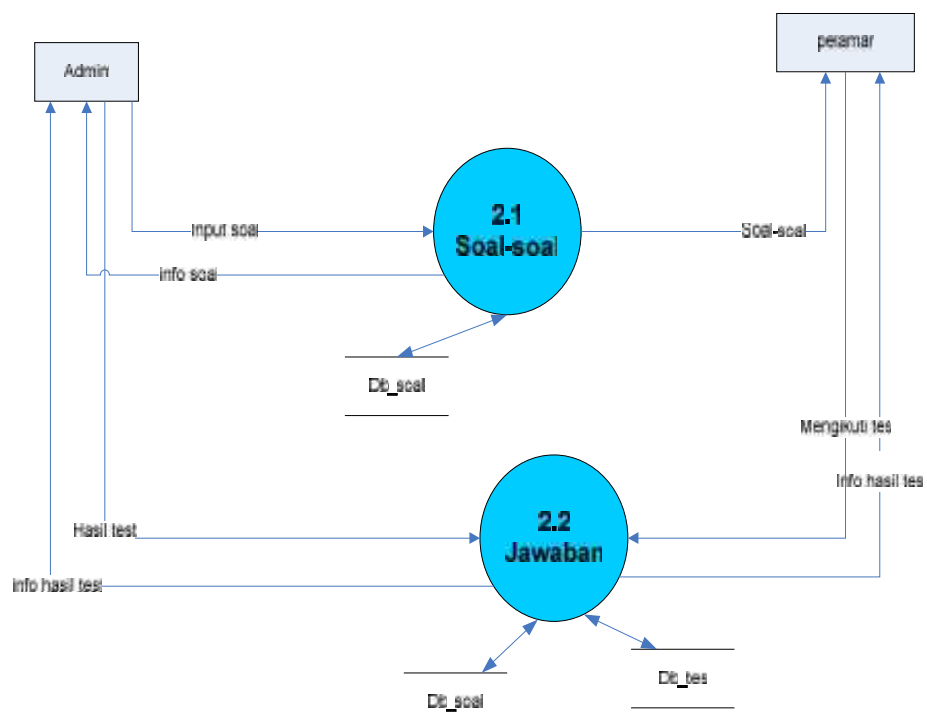 pelamar
Admin
2.1
Soal-soal
Input soal
Soal-soal
info soal
Db_soal
Mengikuti tes
Info hasil tes
2.2
Jawaban
Hasil test
info hasil test
Db_tes
Db_soal